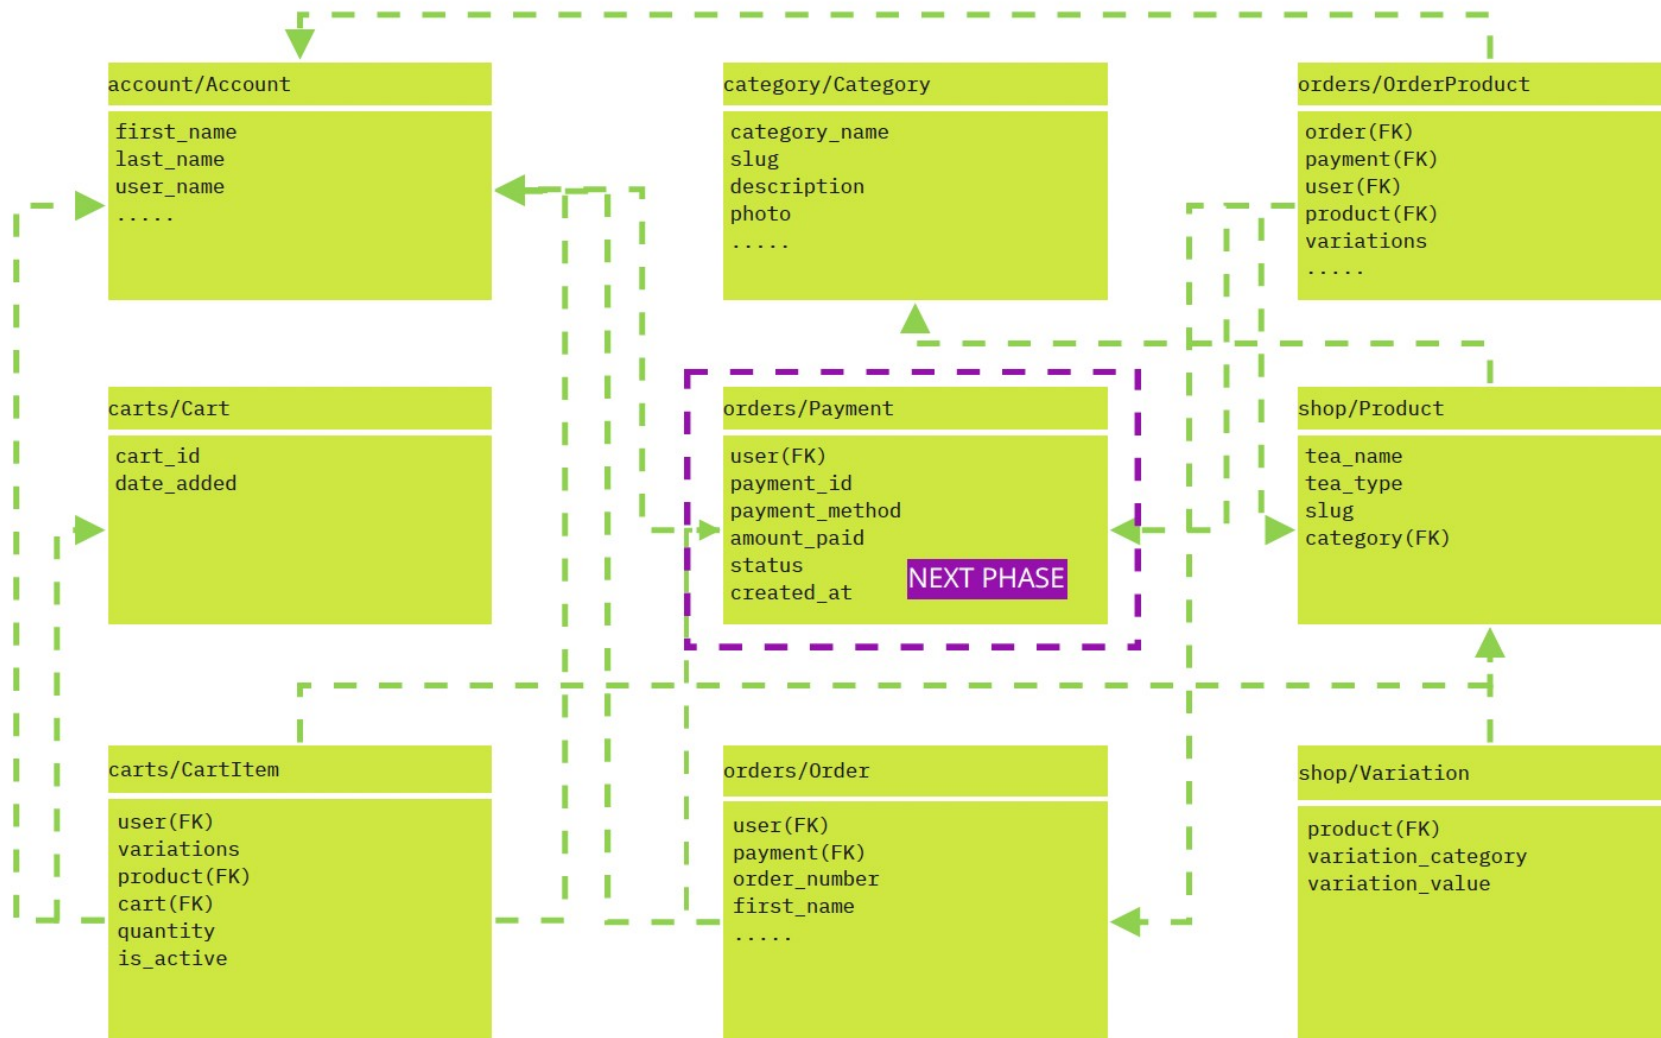 account/Account
first_name
last_name
user_name
.....
category/Category
category_name
slug
description
photo
.....
orders/OrderProduct
order(FK)
payment(FK)
user(FK)
product(FK)
variations
.....
carts/Cart
cart_id
date_added
orders/Payment
user(FK)
payment_id
payment_method
amount_paid
status
created_at
NEXT PHASE
shop/Product
tea_name
tea_type
slug
category(FK)
carts/CartItem
user(FK)
variations
product(FK)
cart(FK)
quantity
is_active
orders/Order
user(FK)
payment(FK)
order_number
first_name
.....
shop/Variation
product(FK)
variation_category
variation_value